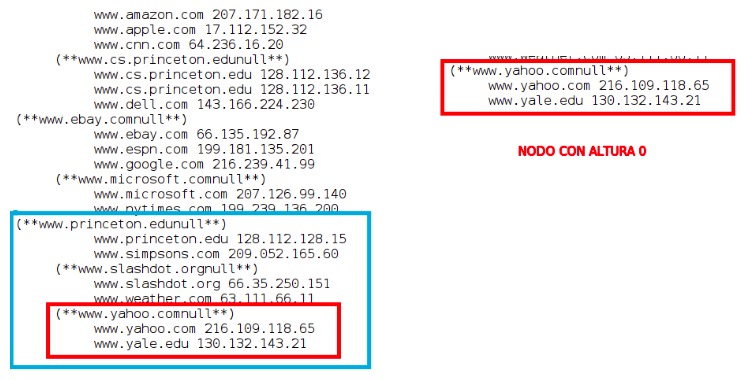 www.amazon.com 207.171.182.16
www.apple.com 17.112.152.32
www.cnn.com 64.236.16.20
(**www.cs.princeton.edunull**)
www.cs.princeton.edu 128.112.136.12
www.cs.princeton.edu 128.112.136.11
www.dell.com 143.166.224.230
(**www.ebay.comnull**)
www.ebay.com 66.135.192.87
www.espn.com 199.181.135.201
www.google.com 216.239.41.99
(**www.microsoft.comnull**)
www.microsoft.com 207.126.99.140
www.nytimes.com 199.239.136.200
(**www.princeton.edunull**)
www.princeton.edu 128.112.128.15
www.simpsons.com 209.052.165.60
(**www.slashdot.orgnull**)
www.slashdot.org 66.35.250.151
www.weather.com 63.111.66.11
(**www.yahoo.comnull**)
www.yahoo.com 216.109.118.65
www.yale.edu 130.132.143.21
(**www.yahoo.comnull**)
www.yahoo.com 216.109.118.65
www.yale.edu 130.132.143.21
NODO CON ALTURA 0